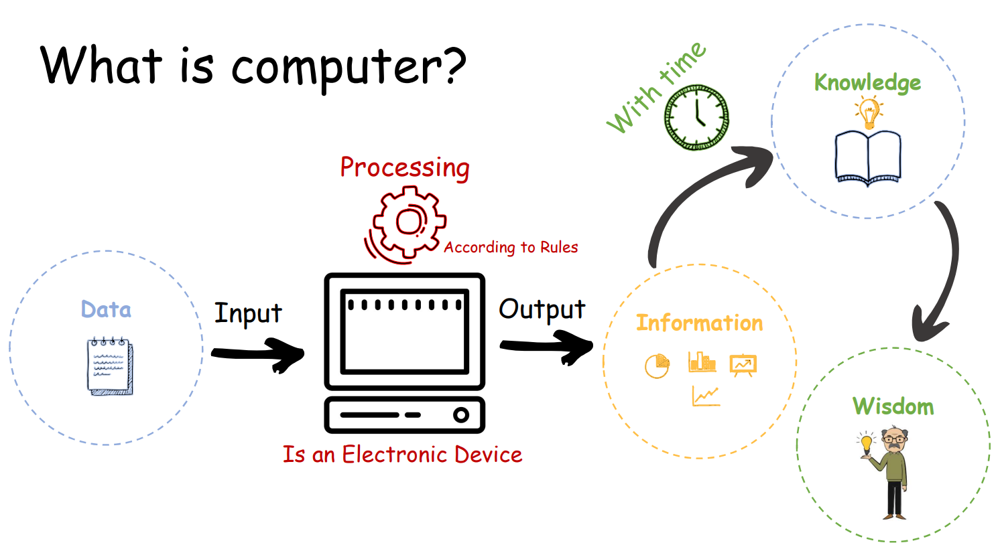 What is computer?
With time
Knowledge
Processing
According to Rules
Data
Input
Output
Information
Wisdom
Is an Electronic Device